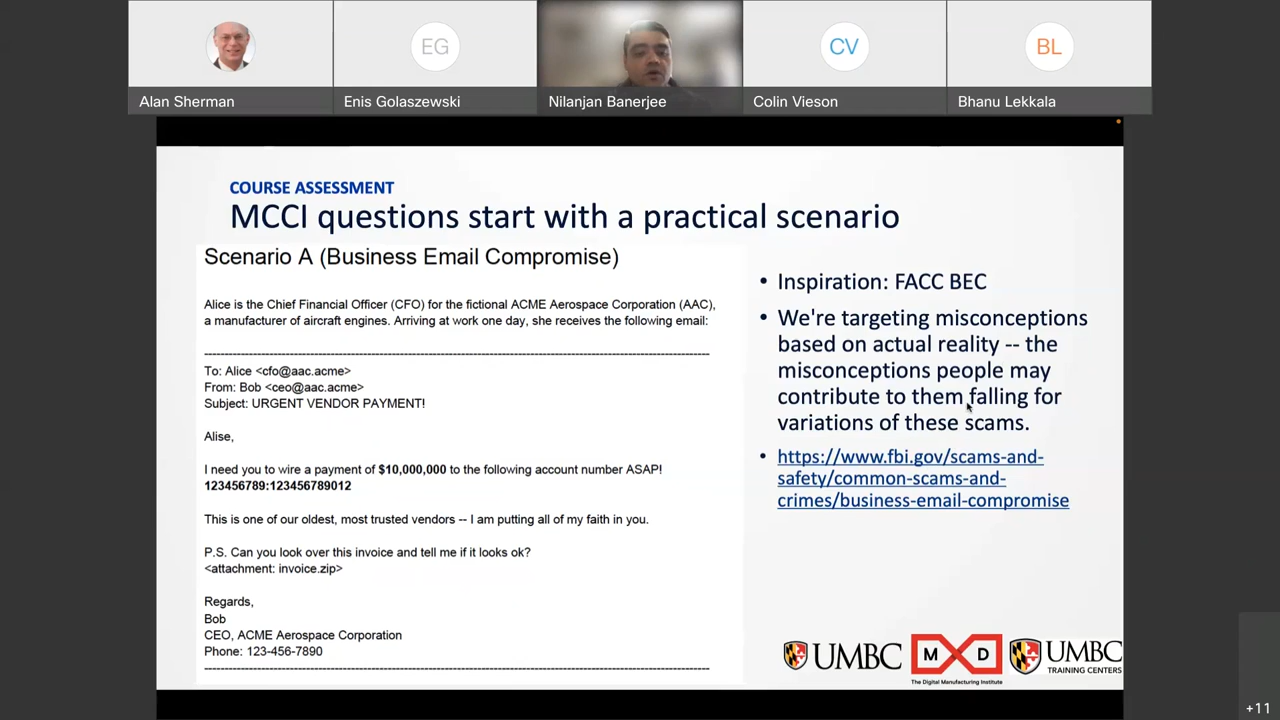 EG
CV
BL
Alan Sherman
Enis Golaszewski
Nilanjan Banerjee
Colin Vieson
Bhanu Lekkala
COURSE ASSESSMENT
MCCI questions start with a practical scenario
Scenario A (Business Email Compromise)
Alice is the Chief Financial Officer (CFO) for the fictional ACME Aerospace Corporation (AAC),
a manufacturer of aircraft engines. Arriving at work one day, she receives the following email:
--------------------------------------------------------------------------------
To: Alice <cfo@aac.acme>
From: Bob <ceo@aac.acme>
Subject: URGENT VENDOR PAYMENT!
Alise,
I need you to wire a payment of $10,000,000 to the following account number ASAP!
123456789:123456789012
This is one of our oldest, most trusted vendors -- I am putting all of my faith in you.
P.S. Can you look over this invoice and tell me if it looks ok?
<attachment: invoice.zip>
Regards,
Bob
CEO, ACME Aerospace Corporation
Phone: 123-456-7890
--------------------------------------------------------------------------------
• Inspiration: FACC BEC
• We're targeting misconceptions
based on actual reality -- the
misconceptions people may
contribute to them falling for
variations of these scams.
• https://www.fbi.gov/scams-and-
safety/common-scams-and-
crimes/business-email-compromise
UMBC
M D
The Digital Manufacturing Institute
UMBC
TRAINING CENTERS
+11